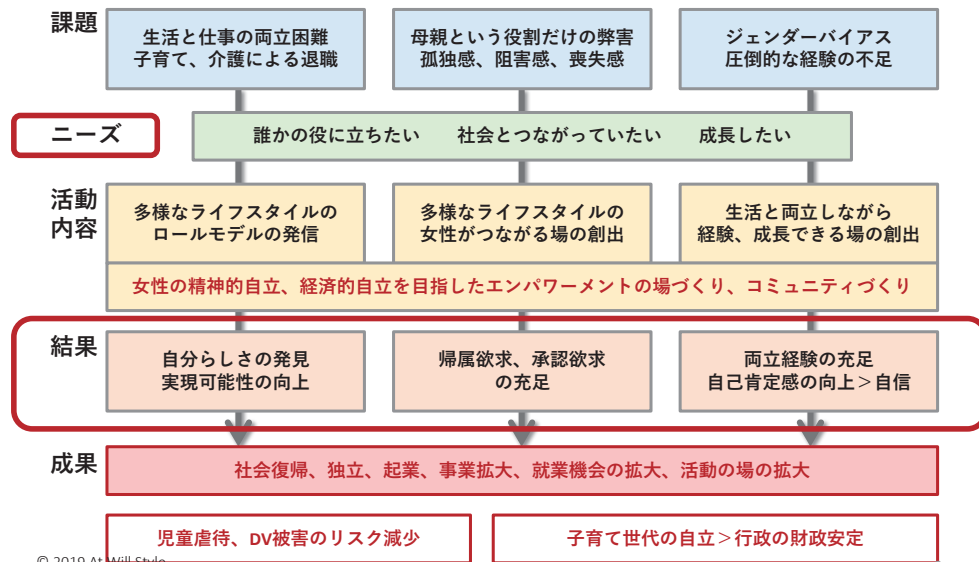 課題
生活と仕事の両立困難
子育て、介護による退職
母親という役割だけの弊害
孤独感、阻害感、喪失感
ジェンダーバイアス
圧倒的な経験の不足
ニーズ
誰かの役に立ちたい　　社会とつながっていたい　　成長したい
活動
内容
多様なライフスタイルの
ロールモデルの発信
多様なライフスタイルの
女性がつながる場の創出
生活と両立しながら
経験、成長できる場の創出
女性の精神的自立、経済的自立を目指したエンパワーメントの場づくり、コミュニティづくり
結果
自分らしさの発見
実現可能性の向上
帰属欲求、承認欲求
の充足
両立経験の充足
自己肯定感の向上＞自信
成果
社会復帰、独立、起業、事業拡大、就業機会の拡大、活動の場の拡大
児童虐待、DV被害のリスク減少
子育て世代の自立＞行政の財政安定
© 2019 At Will Style